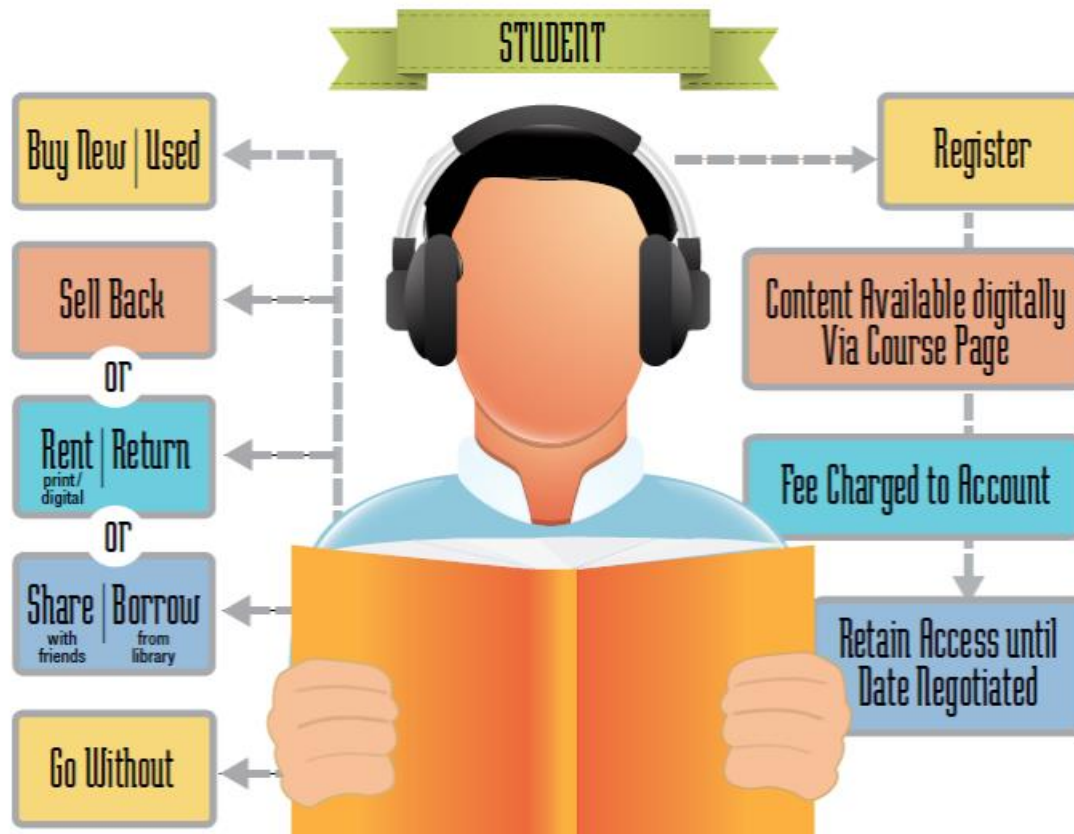 STUDENT
Buy New | Used
Sell Back
or
Rent | Return
print/
digital
or
Share | Borrow
with friends
from library
Go Without
Register
Content Available digitally
Via Course Page
Fee Charged to Account
Retain Access until
Date Negotiated